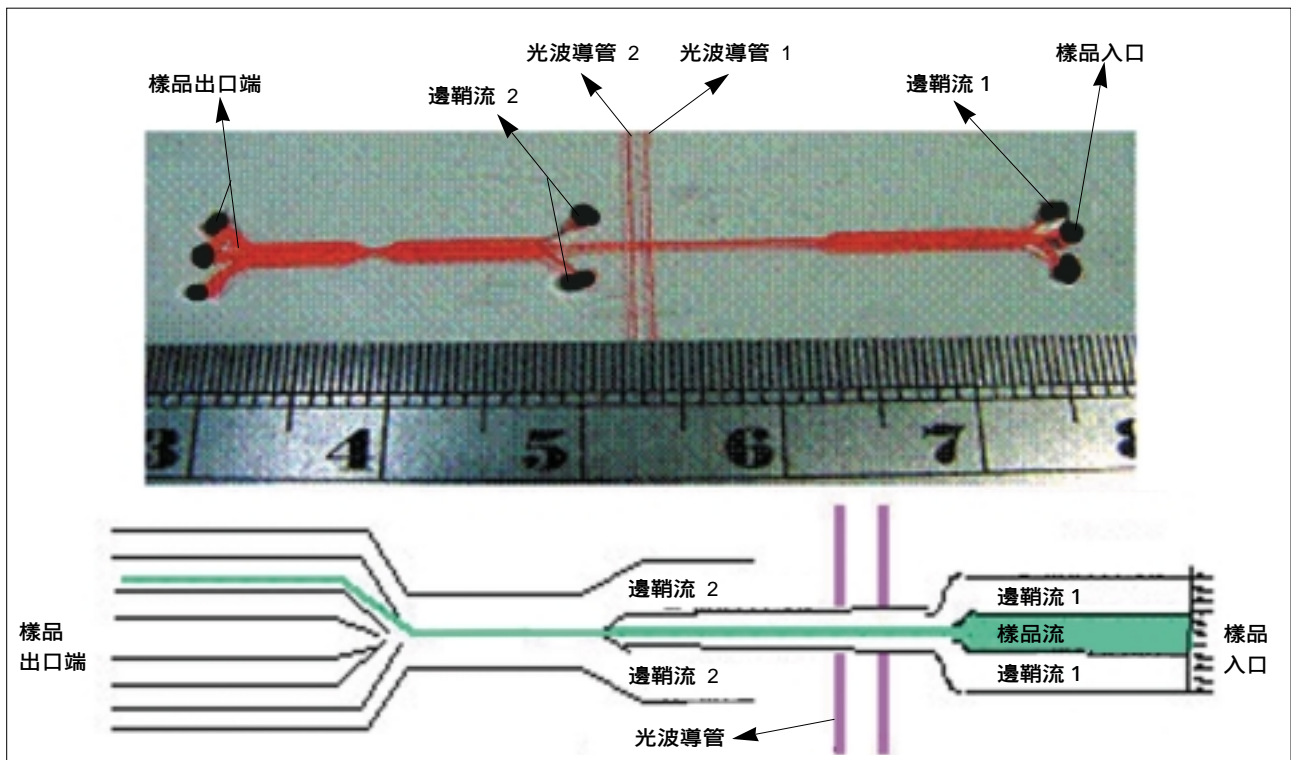 光波導管 2
光波導管 1
樣品入口
樣品出口端
邊鞘流 2
邊鞘流 1
3 4 5 6 7
邊鞘流 2
邊鞘流 1
樣品
出口端
樣品流
樣品
入口
邊鞘流 2
邊鞘流 1
光波導管